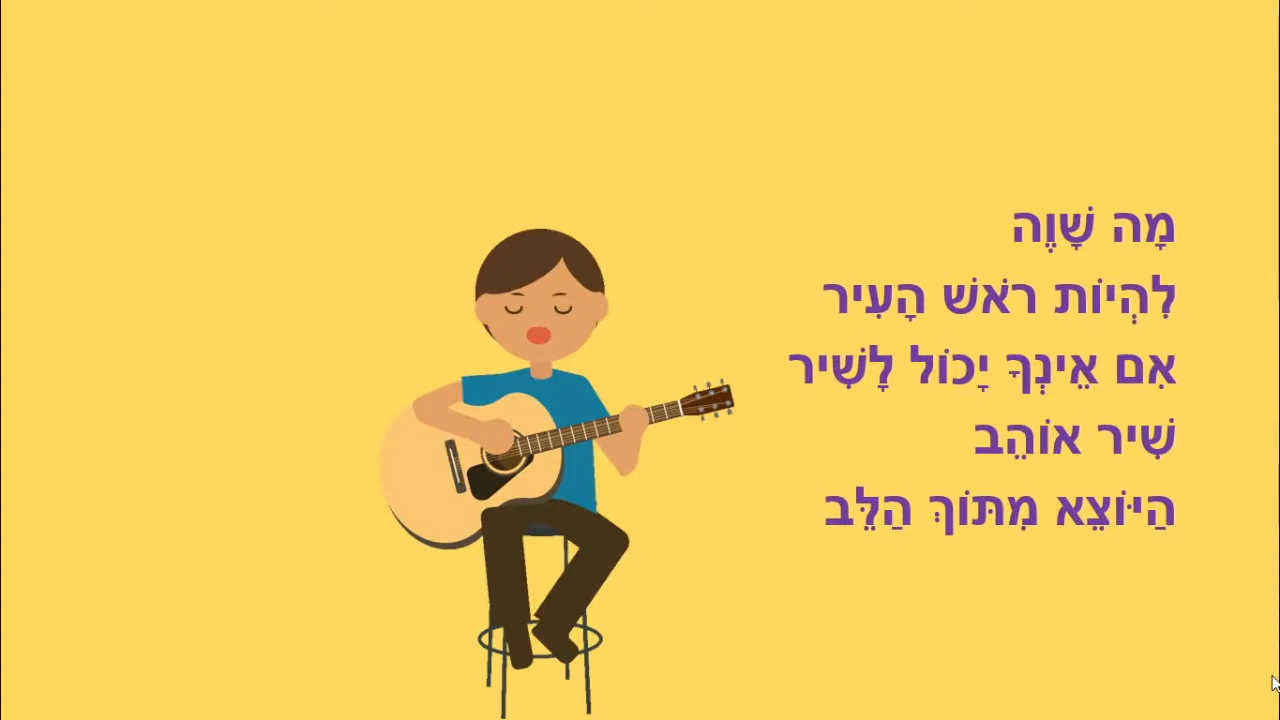 מָה שָׁוֶה
לִהְיוֹת רֹאשׁ הָעִיר
אִם אֵינְךָ יָכוֹל לָשִׁיר
שִׁיר אוֹהֵב
הַיּוֹצֵא מִתּוֹךְ הַלֵּב